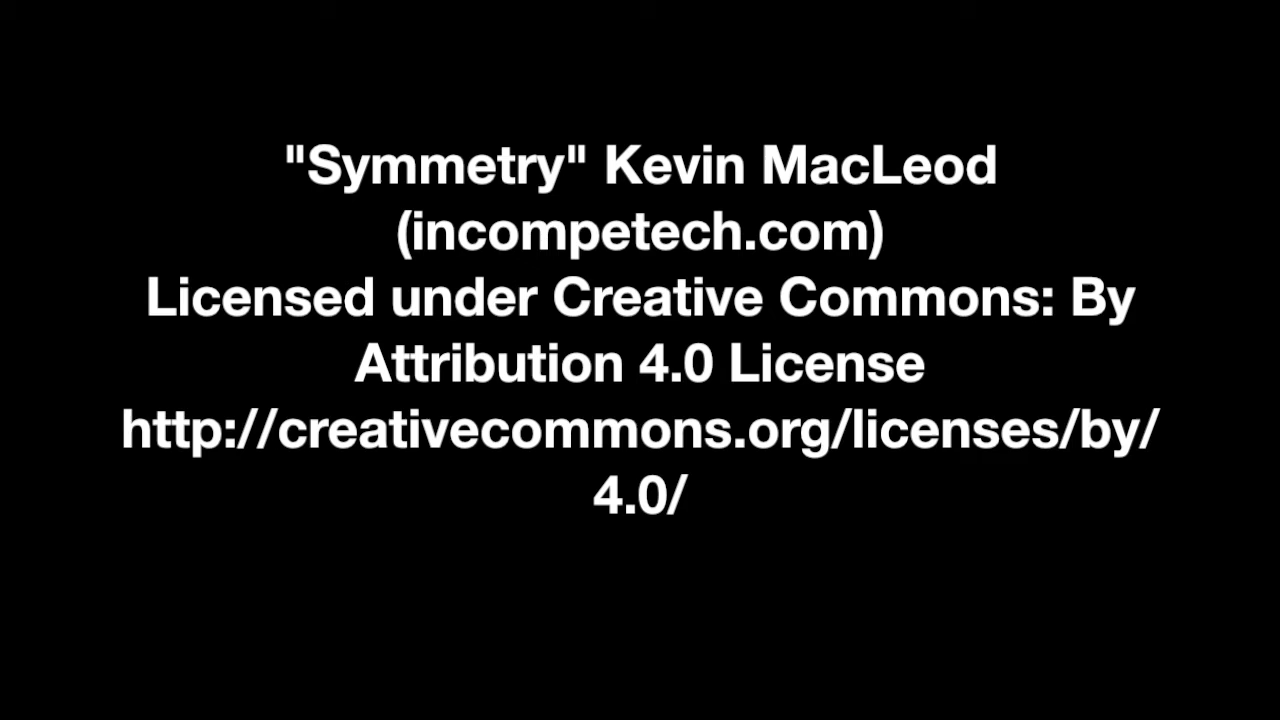 "Symmetry" Kevin MacLeod
(incompetech.com)
Licensed under Creative Commons: By
Attribution 4.0 License
http://creativecommons.org/licenses/by/
4.0/